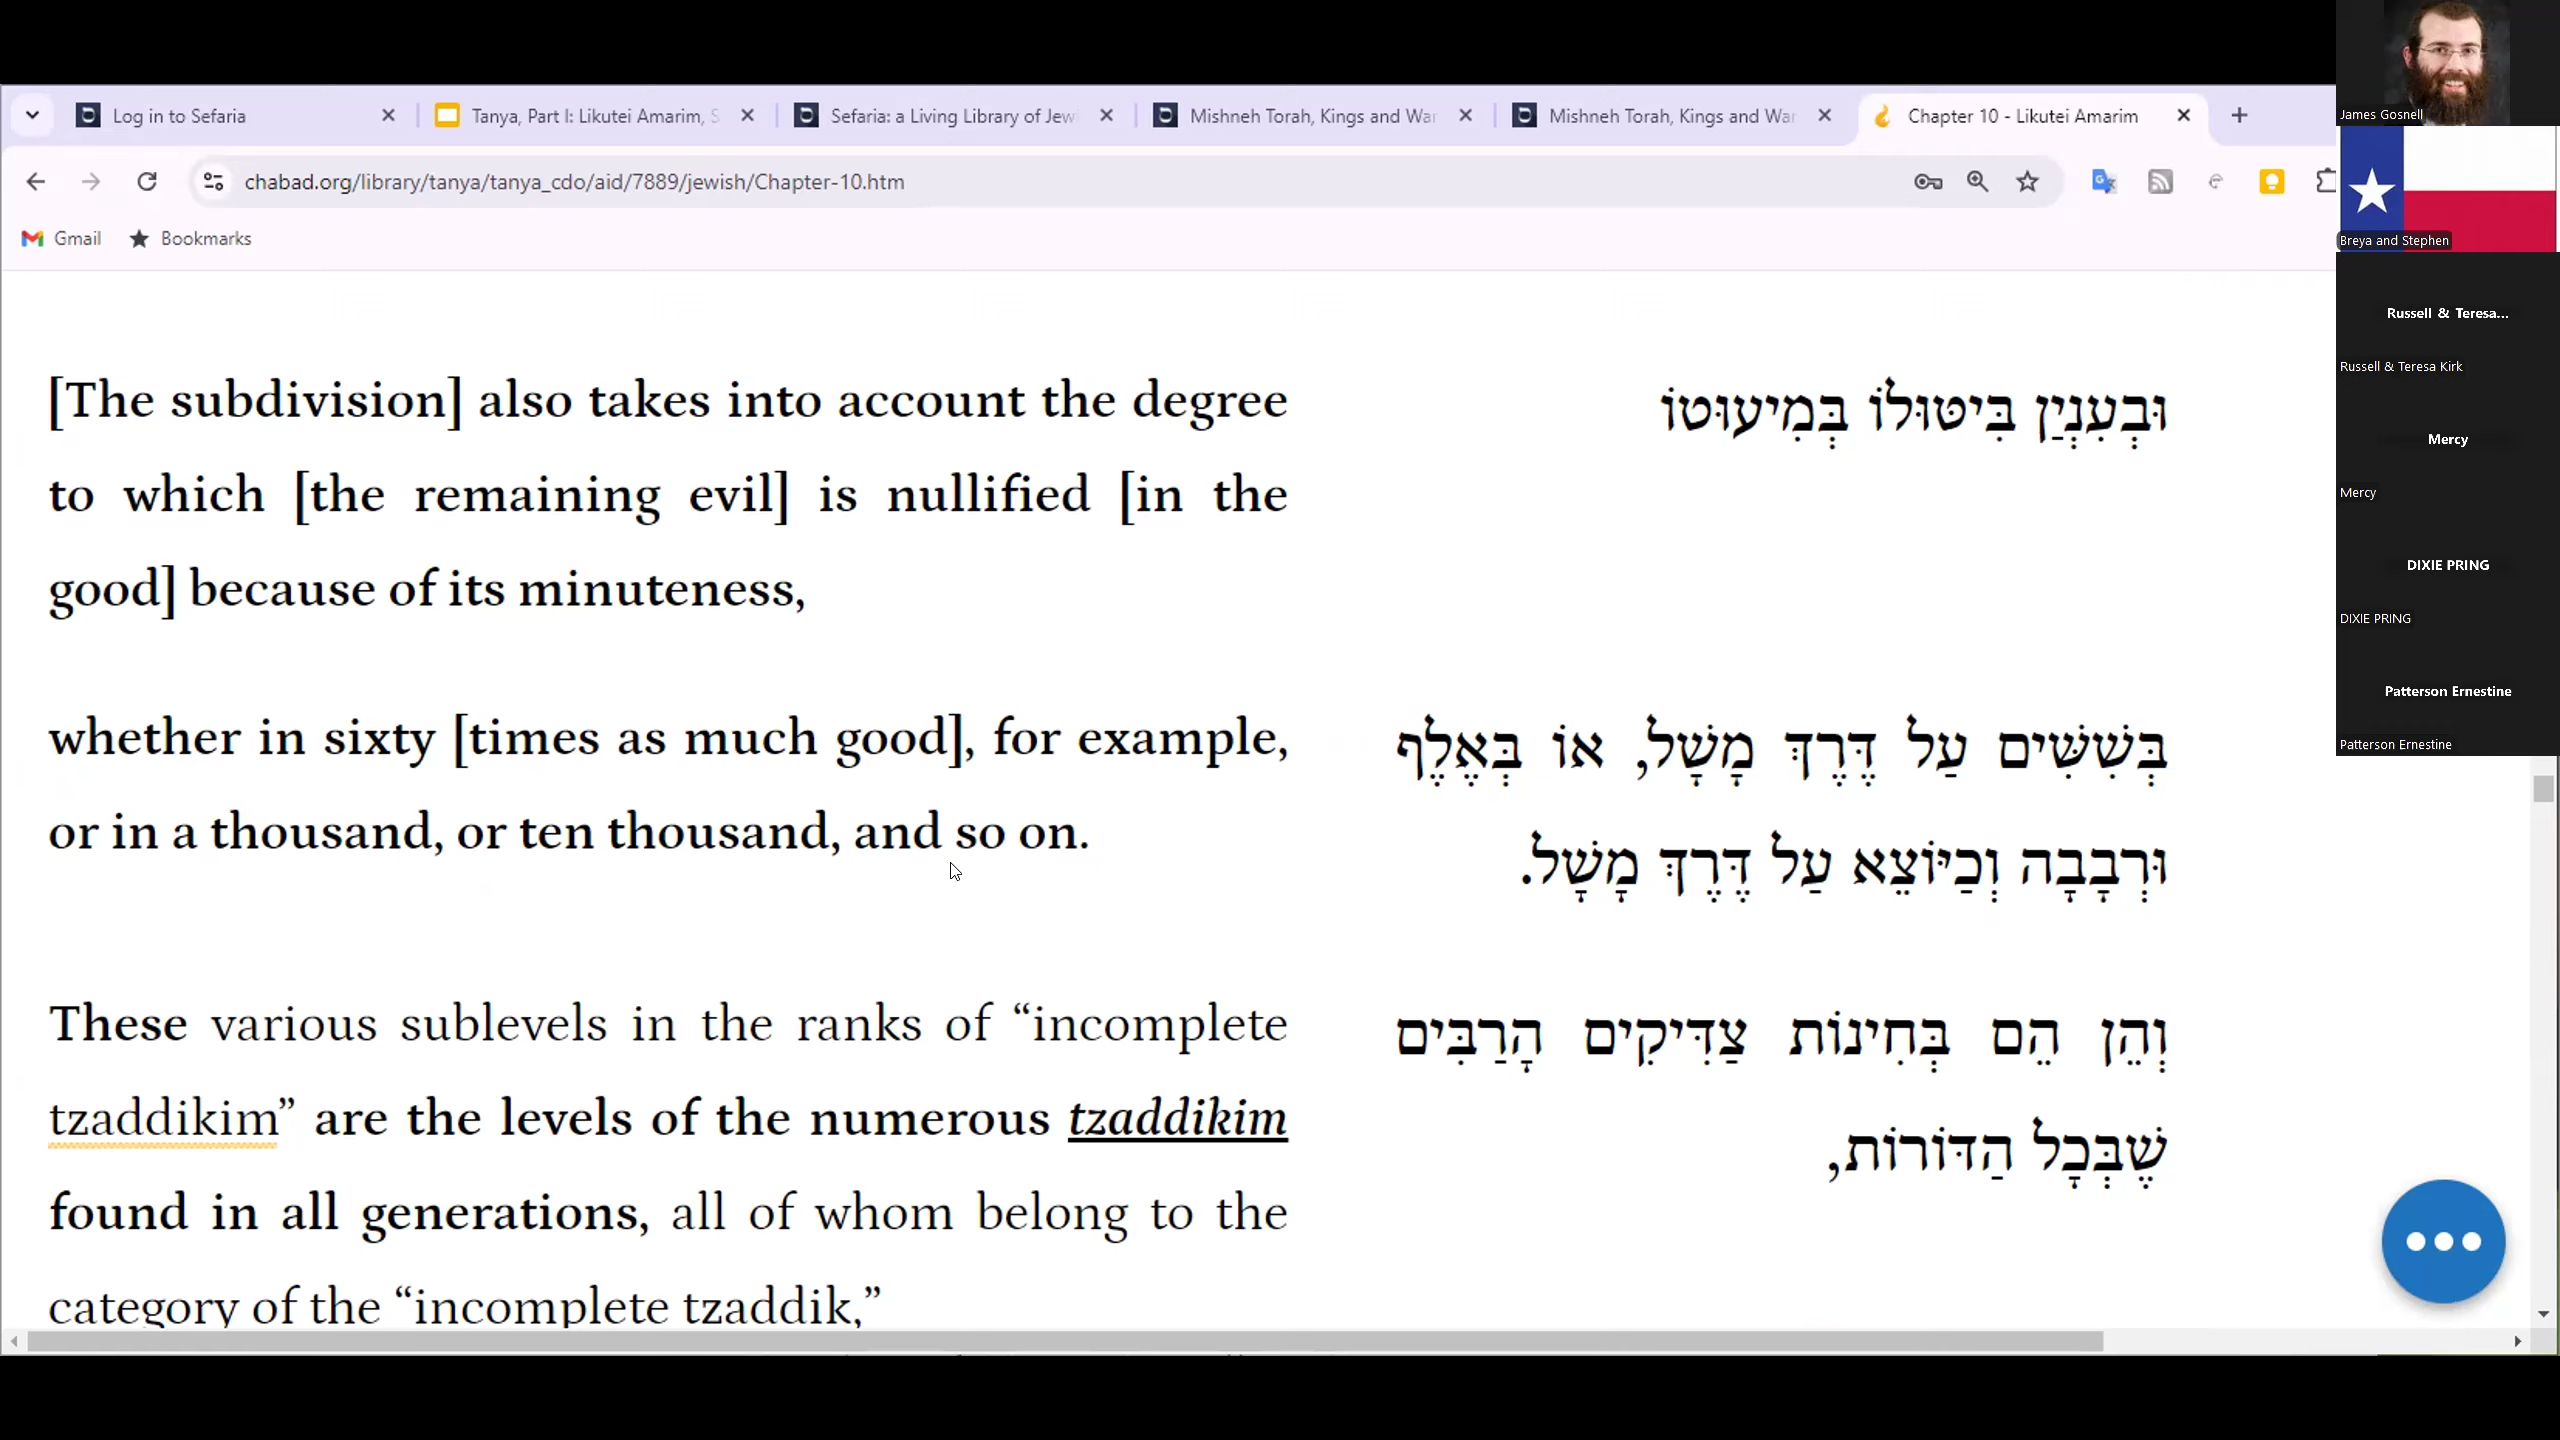 Log in to Sefaria
Tanya, Part I: Likutei Amarim, S
Sefaria: a Living Library of Jew
Mishneh Torah, Kings and War
Mishneh Torah, Kings and War
Chapter 10 - Likutei Amarim
chabad.org/library/tanya/tanya_cdo/aid/7889/jewish/Chapter-10.htm
Gmail
Bookmarks
[The subdivision] also takes into account the degree
to which [the remaining evil] is nullified [in the
good] because of its minuteness,
וּבְעִנְיַן בִּיטּוּלוֹ בְּמִיעוּטוֹ
whether in sixty [times as much good], for example,
or in a thousand, or ten thousand, and so on.
בְּשִׁשִּׁים עַל דֶּרֶךְ מָשָׁל, אוֹ בְּאֶלֶף
וּרְבָבָה וְכַיּוֹצֵא עַל דֶּרֶךְ מָשָׁל.
These various sublevels in the ranks of “incomplete
tzaddikim” are the levels of the numerous tzaddikim
found in all generations, all of whom belong to the
category of the “incomplete tzaddik,”
וְהֵן הֵם בְּחִינוֹת צַדִּיקִים הָרַבִּים
שֶׁבְּכָל הַדּוֹרוֹת,
James Gosnell
Breya and Stephen
Russell & Teresa...
Russell & Teresa Kirk
Mercy
Mercy
DIXIE PRING
DIXIE PRING
Patterson Ernestine
Patterson Ernestine